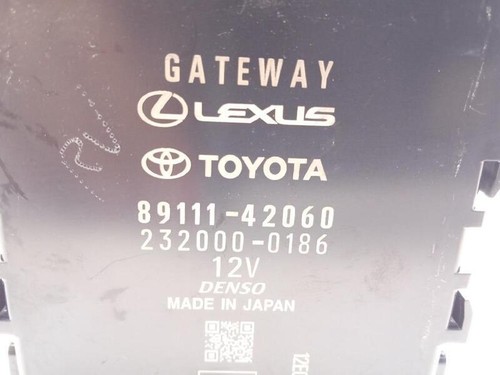 GATEWAY
LEXUS
TOYOTA
89111-42060
232000-0186
12V
DENSO
MADE IN JAPAN